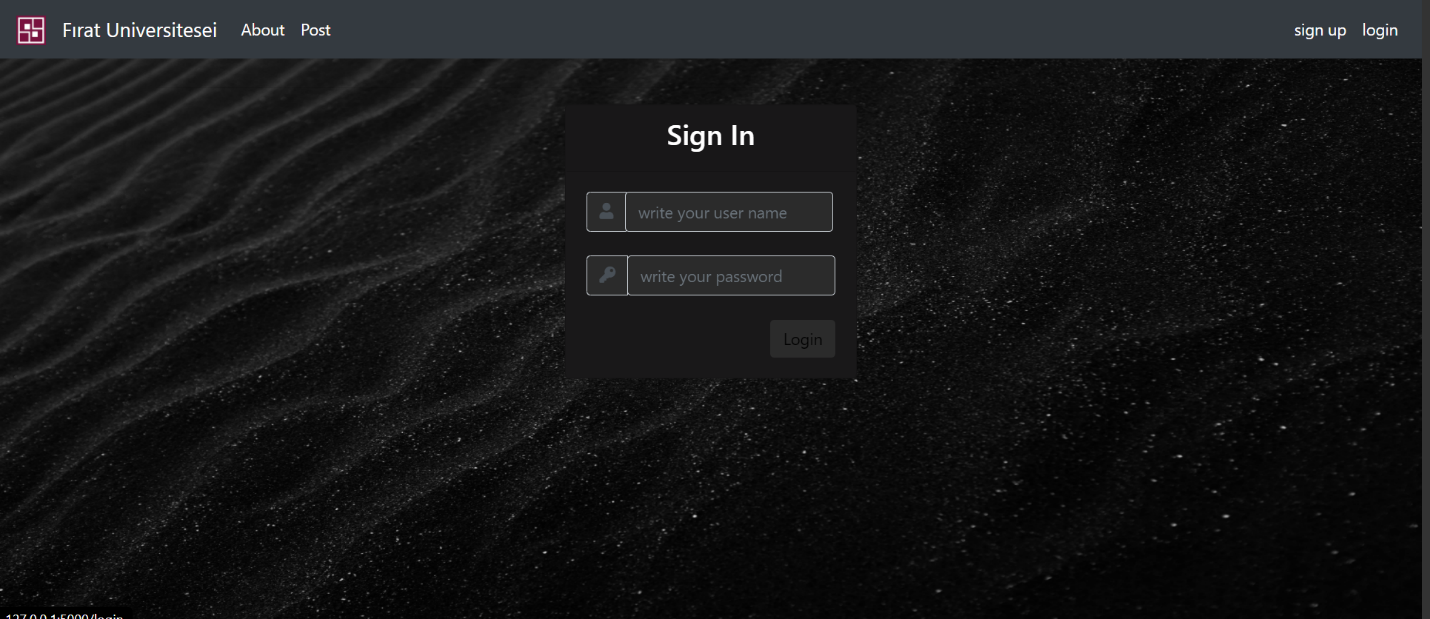 Fırat Universitesei About Post sign up login
Sign In
write your user name
write your password
Login
127.0.0.1:5000/login